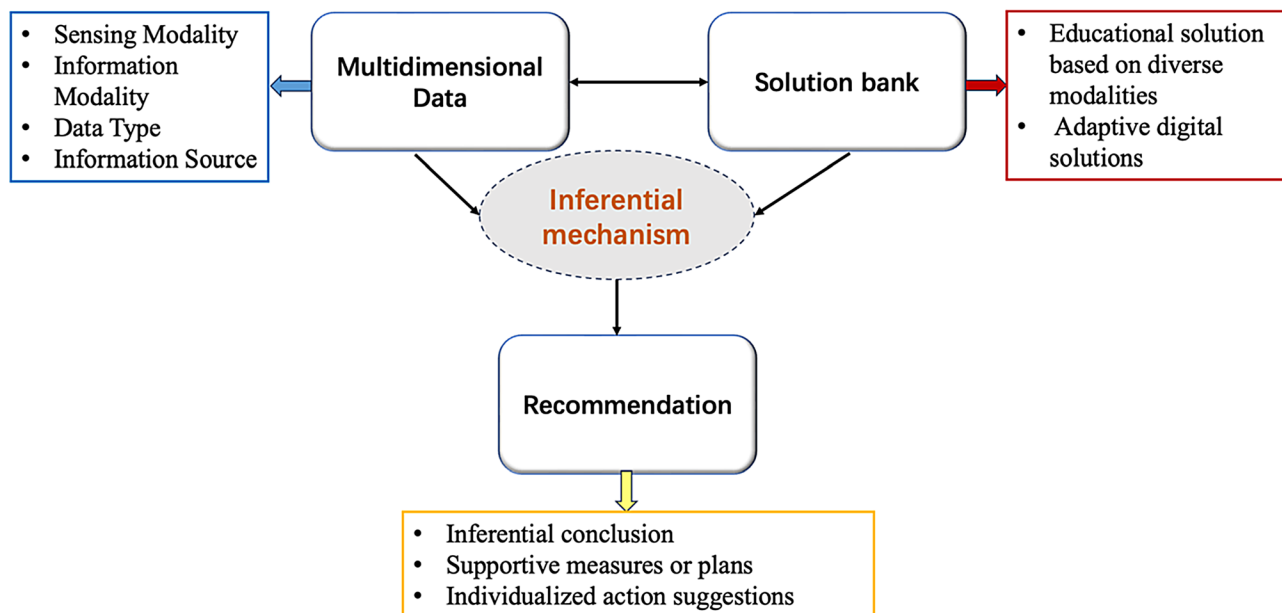 • Sensing Modality
• Information
Modality
• Data Type
• Information Source
Multidimensional
Data
Solution bank
• Educational solution
based on diverse
modalities
• Adaptive digital
solutions
Inferential
mechanism
Recommendation
• Inferential conclusion
• Supportive measures or plans
• Individualized action suggestions